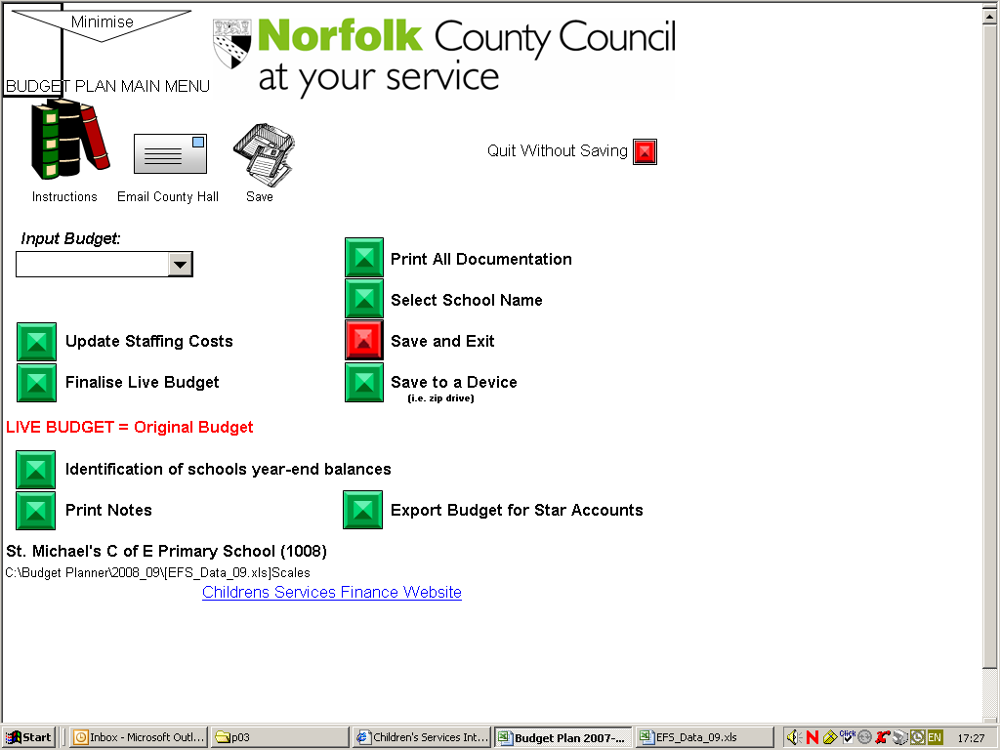 Minimise
Norfolk County Council
at your service
BUDGET PLAN MAIN MENU
Quit Without Saving
Instructions
Email County Hall
Save
Input Budget:
Print All Documentation
Select School Name
Update Staffing Costs
Save and Exit
Finalise Live Budget
Save to a Device
(i.e. zip drive)
LIVE BUDGET = Original Budget
Identification of schools year-end balances
Print Notes
Export Budget for Star Accounts
St. Michael's C of E Primary School (1008)
C:\Budget Planner\2008_09\[EFS_Data_09.xls]Scales
Childrens Services Finance Website
Start
Inbox - Microsoft Outl...
p03
Children's Services Int...
Budget Plan 2007-...
EFS_Data_09.xls
N
Click
EN
17:27